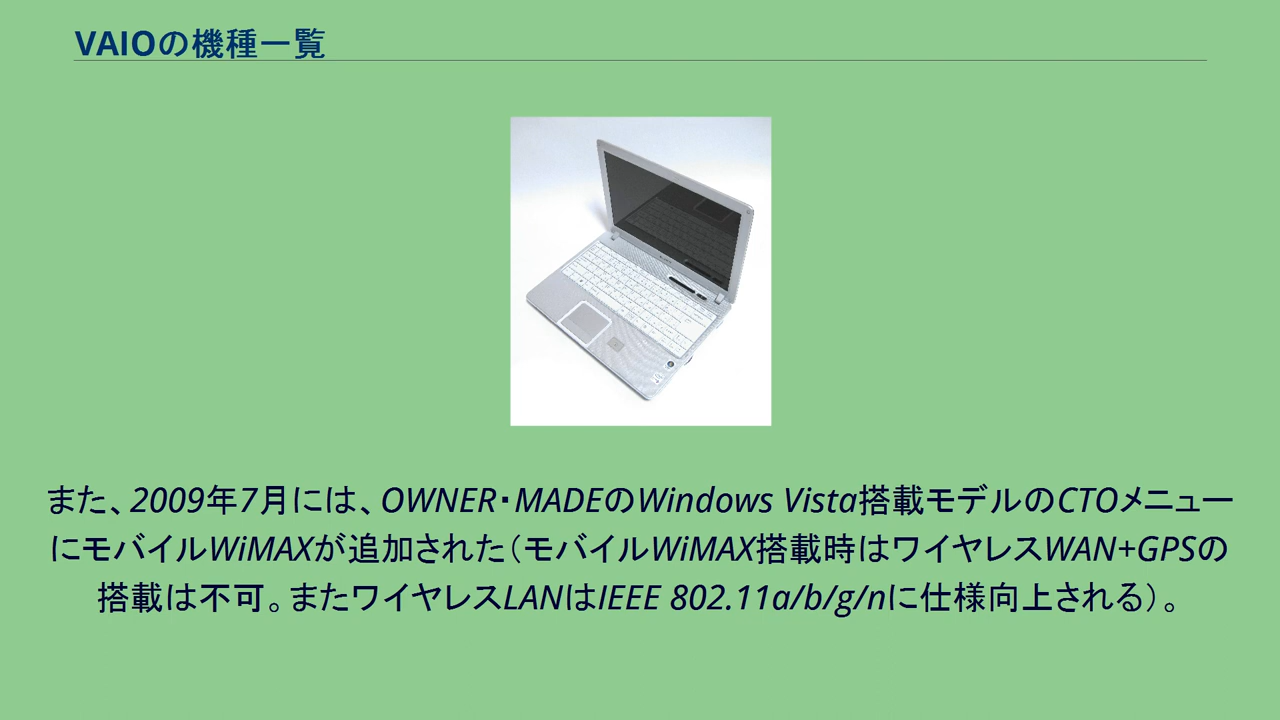 VAIOの機種一覧
また、2009年7月には、OWNER・MADEのWindows Vista搭載モデルのCTOメニュー
にモバイルWiMAXが追加された（モバイルWiMAX搭載時はワイヤレスWAN+GPSの
搭載は不可。またワイヤレスLANはIEEE 802.11a/b/g/nに仕様向上される）。